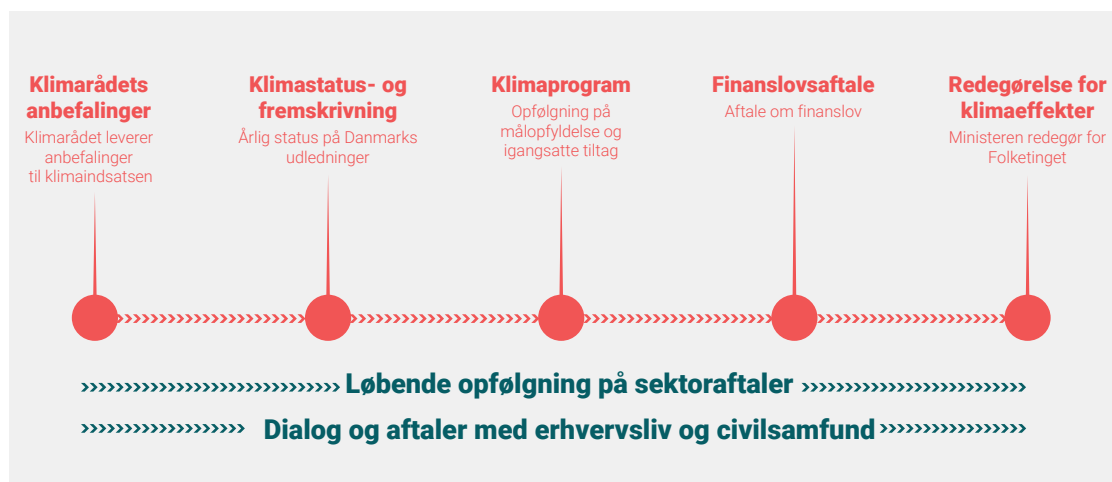 Klimarådets
anbefalinger
Klimarådet leverer
anbefalinger
til klimaindsatsen
Klimastatus- og
fremskrivning
Årlig status på Danmarks
udledninger
Klimaprogram
Opfølgning på
målopfyldelse og
igangsatte tiltag
Finanslovsaftale
Aftale om finanslov
Redegørelse for
klimaeffekter
Ministeren redegør for
Folketinget
Løbende opfølgning på sektoraftaler
Dialog og aftaler med erhvervsliv og civilsamfund